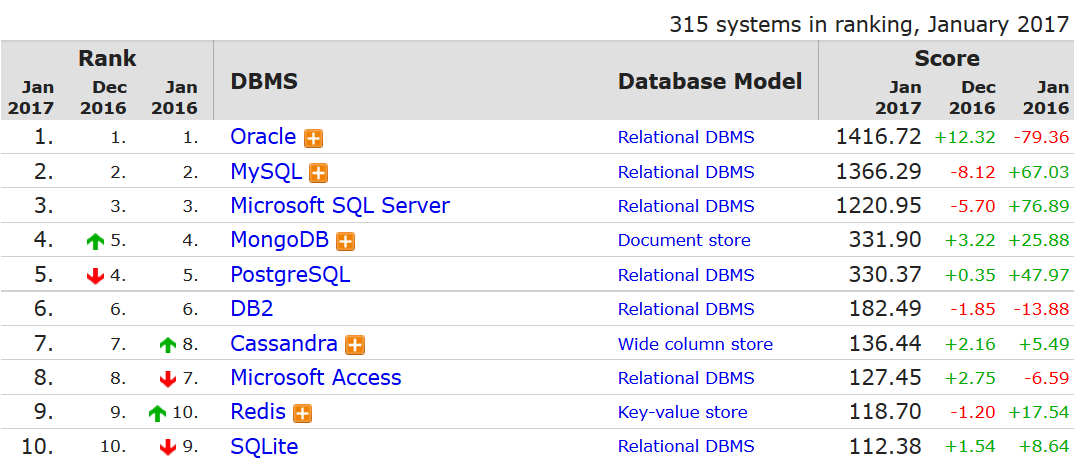 315 systems in ranking, January 2017
Rank DBMS Database Model Score
Jan 2017 Dec 2016 Jan 2016 Jan 2017 Dec 2016 Jan 2016
1. 1. 1. Oracle Relational DBMS 1416.72 +12.32 -79.36
2. 2. 2. MySQL Relational DBMS 1366.29 -8.12 +67.03
3. 3. 3. Microsoft SQL Server Relational DBMS 1220.95 -5.70 +76.89
4. 5. 4. MongoDB Document store 331.90 +3.22 +25.88
5. 4. 5. PostgreSQL Relational DBMS 330.37 +0.35 +47.97
6. 6. 6. DB2 Relational DBMS 182.49 -1.85 -13.88
7. 7. 8. Cassandra Wide column store 136.44 +2.16 +5.49
8. 8. 7. Microsoft Access Relational DBMS 127.45 +2.75 -6.59
9. 9. 10. Redis Key-value store 118.70 -1.20 +17.54
10. 10. 9. SQLite Relational DBMS 112.38 +1.54 +8.64